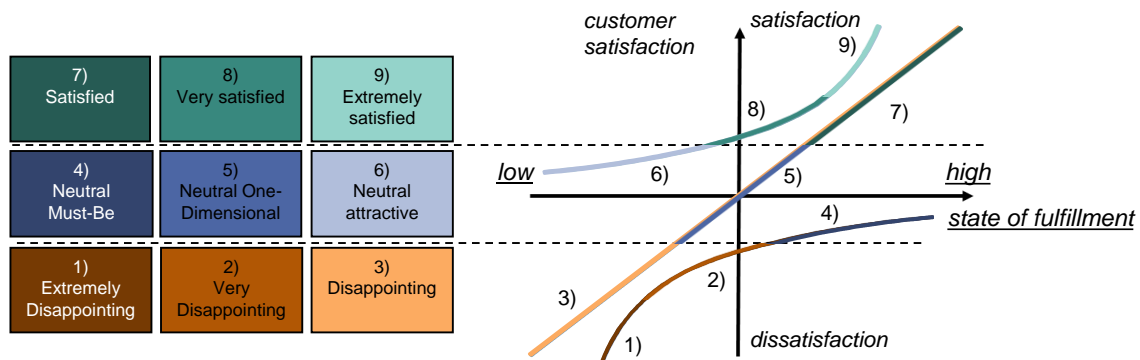 7)
Satisfied
8)
Very satisfied
9)
Extremely
satisfied
4)
Neutral
Must-Be
5)
Neutral One-
Dimensional
6)
Neutral
attractive
1)
Extremely
Disappointing
2)
Very
Disappointing
3)
Disappointing
customer
satisfaction
satisfaction
9)
8)
7)
low
6)
5)
high
4)
state of fulfillment
3)
2)
1)
dissatisfaction